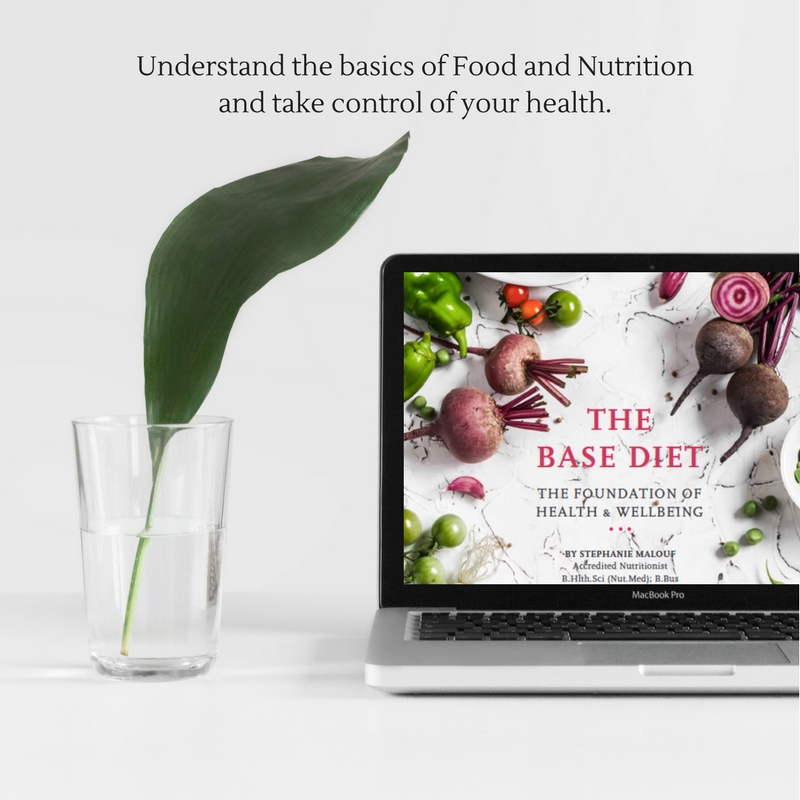 Understand the basics of Food and Nutrition
and take control of your health.
THE
BASE DIET
THE FOUNDATION OF
HEALTH & WELLBEING
BY STEPHANIE MALOUF
Accredited Nutritionist
B.Hlth.Sci (Nut.Med); B.Bus
MacBook Pro